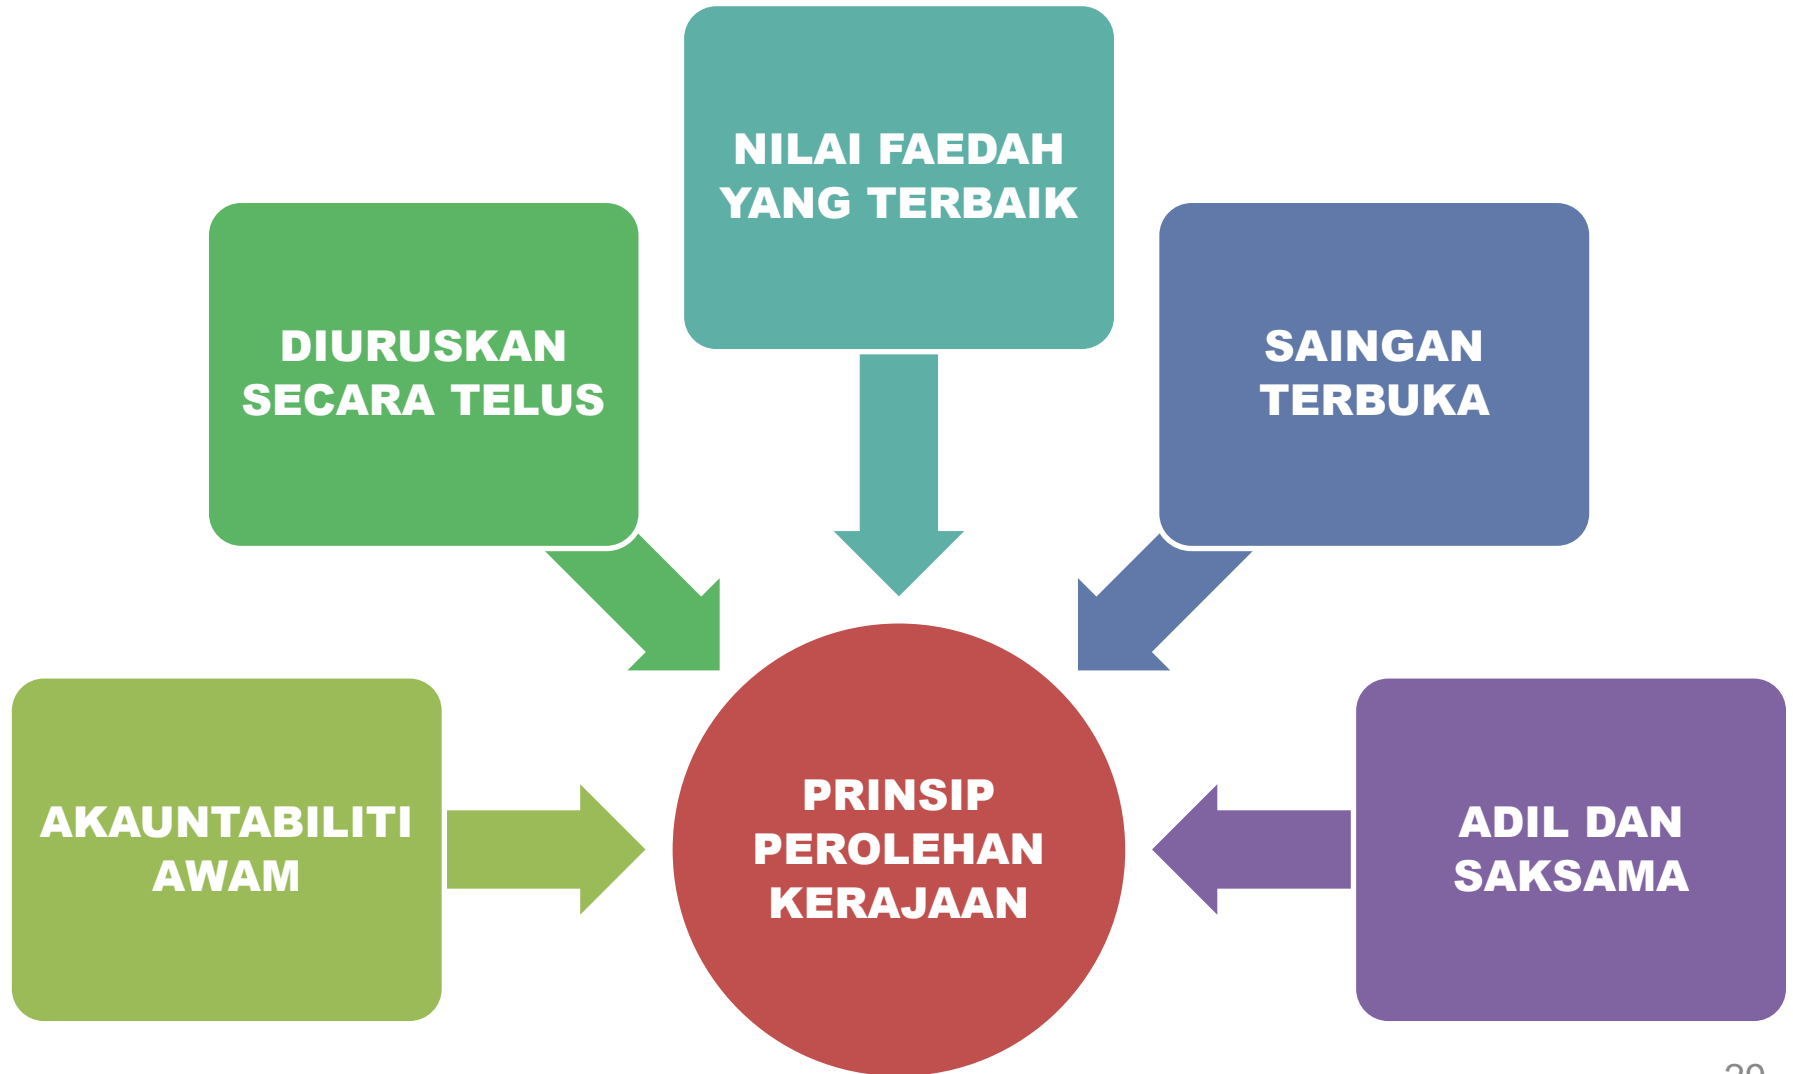 NILAI FAEDAH
YANG TERBAIK
DIURUSKAN
SECARA TELUS
SAINGAN
TERBUKA
AKAUNTABILITI
AWAM
PRINSIP
PEROLEHAN
KERAJAAN
ADIL DAN
SAKSAMA